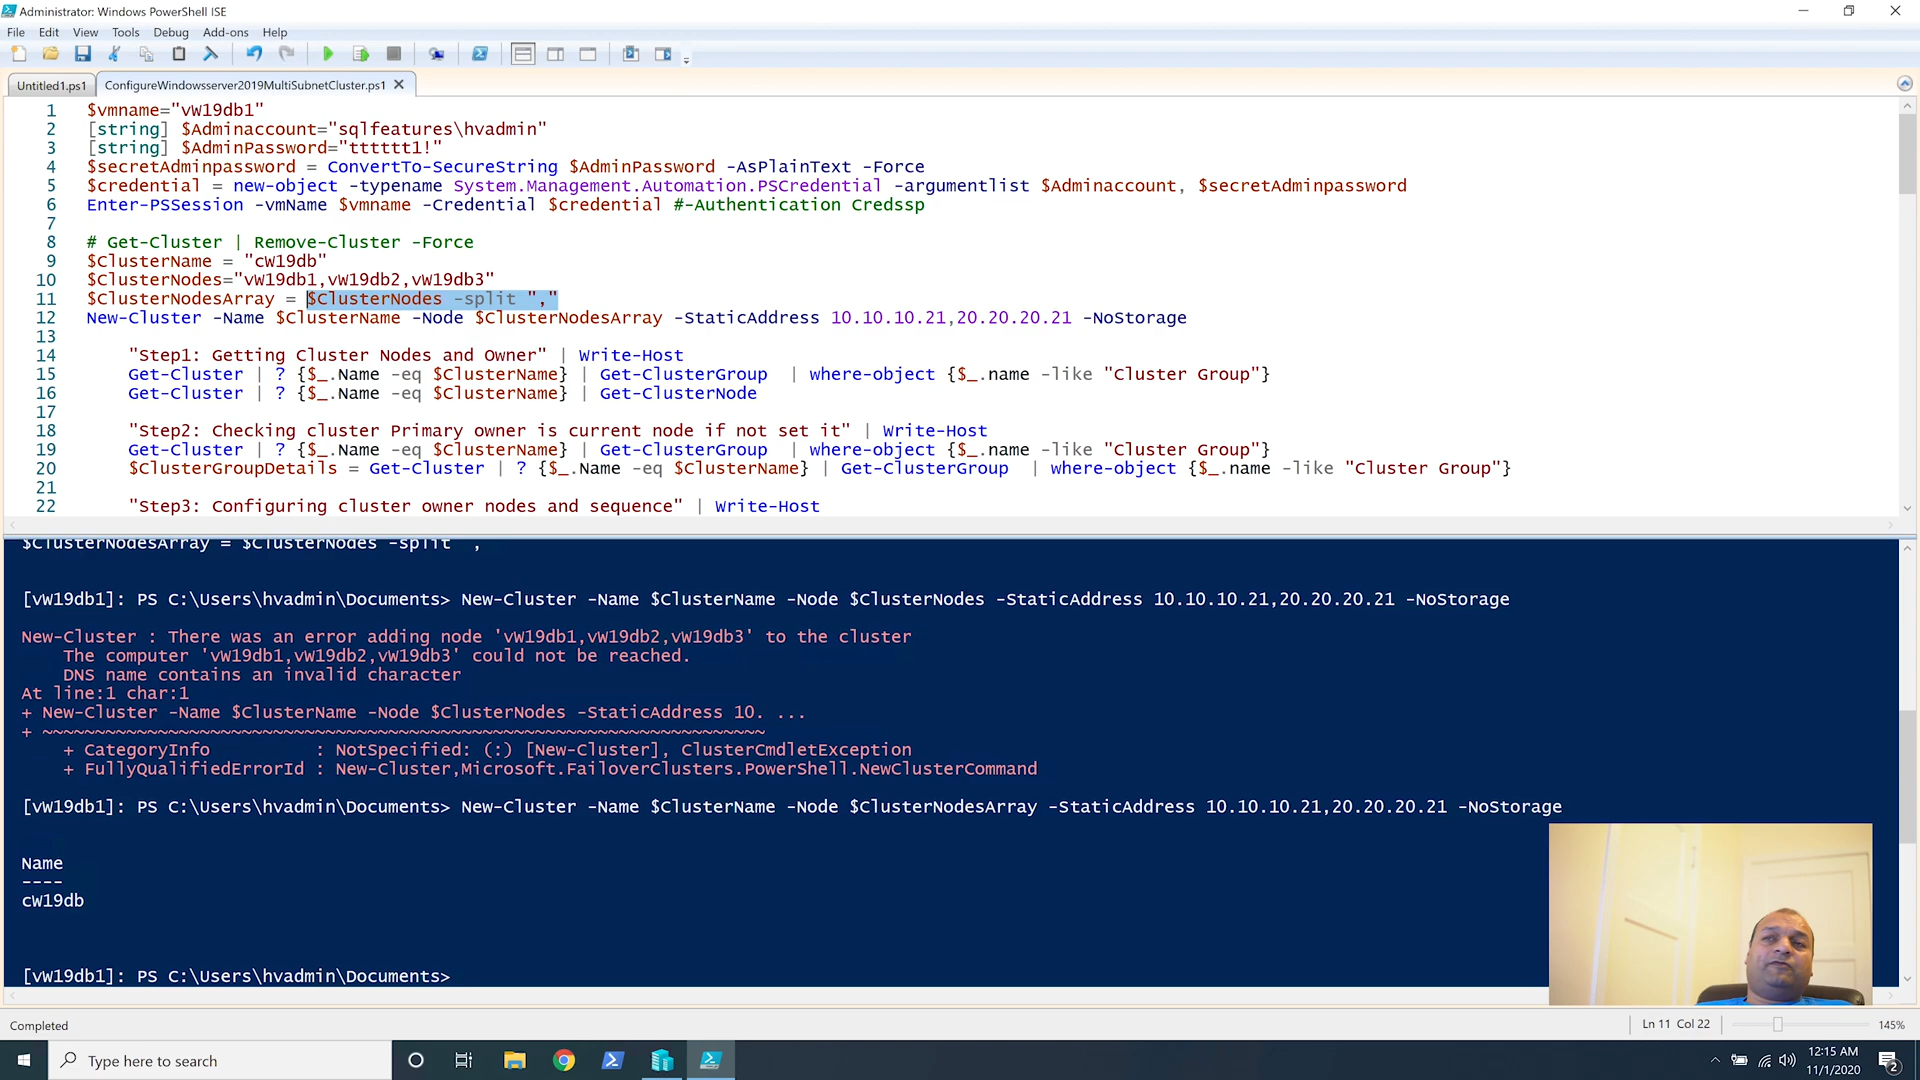 Administrator: Windows PowerShell ISE
File Edit View Tools Debug Add-ons Help
Untitled1.ps1 ConfigureWindowsserver2019MultiSubnetCluster.ps1
1 $vmname="vW19db1"
2 [string] $Adminaccount="sqlfeatures\hvadmin"
3 [string] $AdminPassword="tttttt1!"
4 $secretAdminpassword = ConvertTo-SecureString $AdminPassword -AsPlainText -Force
5 $credential = new-object -typename System.Management.Automation.PSCredential -argumentlist $Adminaccount, $secretAdminpassword
6 Enter-PSSession -vmName $vmname -Credential $credential #-Authentication Credssp
7
8 # Get-Cluster | Remove-Cluster -Force
9 $ClusterName = "cW19db"
10 $ClusterNodes="vW19db1,vW19db2,vW19db3"
11 $ClusterNodesArray = $ClusterNodes -split ","
12 New-Cluster -Name $ClusterName -Node $ClusterNodesArray -StaticAddress 10.10.10.21,20.20.20.21 -NoStorage
13
14 "Step1: Getting Cluster Nodes and Owner" | Write-Host
15 Get-Cluster | ? {$_.Name -eq $ClusterName} | Get-ClusterGroup | where-object {$_.name -like "Cluster Group"}
16 Get-Cluster | ? {$_.Name -eq $ClusterName} | Get-ClusterNode
17
18 "Step2: Checking cluster Primary owner is current node if not set it" | Write-Host
19 Get-Cluster | ? {$_.Name -eq $ClusterName} | Get-ClusterGroup | where-object {$_.name -like "Cluster Group"}
20 $ClusterGroupDetails = Get-Cluster | ? {$_.Name -eq $ClusterName} | Get-ClusterGroup | where-object {$_.name -like "Cluster Group"}
21
22 "Step3: Configuring cluster owner nodes and sequence" | Write-Host
$ClusterNodesArray = $ClusterNodes -split ,
[vW19db1]: PS C:\Users\hvadmin\Documents> New-Cluster -Name $ClusterName -Node $ClusterNodes -StaticAddress 10.10.10.21,20.20.20.21 -NoStorage
New-Cluster : There was an error adding node 'vW19db1,vW19db2,vW19db3' to the cluster
The computer 'vW19db1,vW19db2,vW19db3' could not be reached.
DNS name contains an invalid character
At line:1 char:1
+ New-Cluster -Name $ClusterName -Node $ClusterNodes -StaticAddress 10. ...
+ ~~~~~~~~~~~~~~~~~~~~~~~~~~~~~~~~~~~~~~~~~~~~~~~~~~~~~~~~~~~~~~~~~~~~~
+ CategoryInfo : NotSpecified: (:) [New-Cluster], ClusterCmdletException
+ FullyQualifiedErrorId : New-Cluster,Microsoft.FailoverClusters.PowerShell.NewClusterCommand
[vW19db1]: PS C:\Users\hvadmin\Documents> New-Cluster -Name $ClusterName -Node $ClusterNodesArray -StaticAddress 10.10.10.21,20.20.20.21 -NoStorage
Name
----
cW19db
[vW19db1]: PS C:\Users\hvadmin\Documents>
Completed
Ln 11 Col 22
145%
Type here to search
12:15 AM
11/1/2020
2